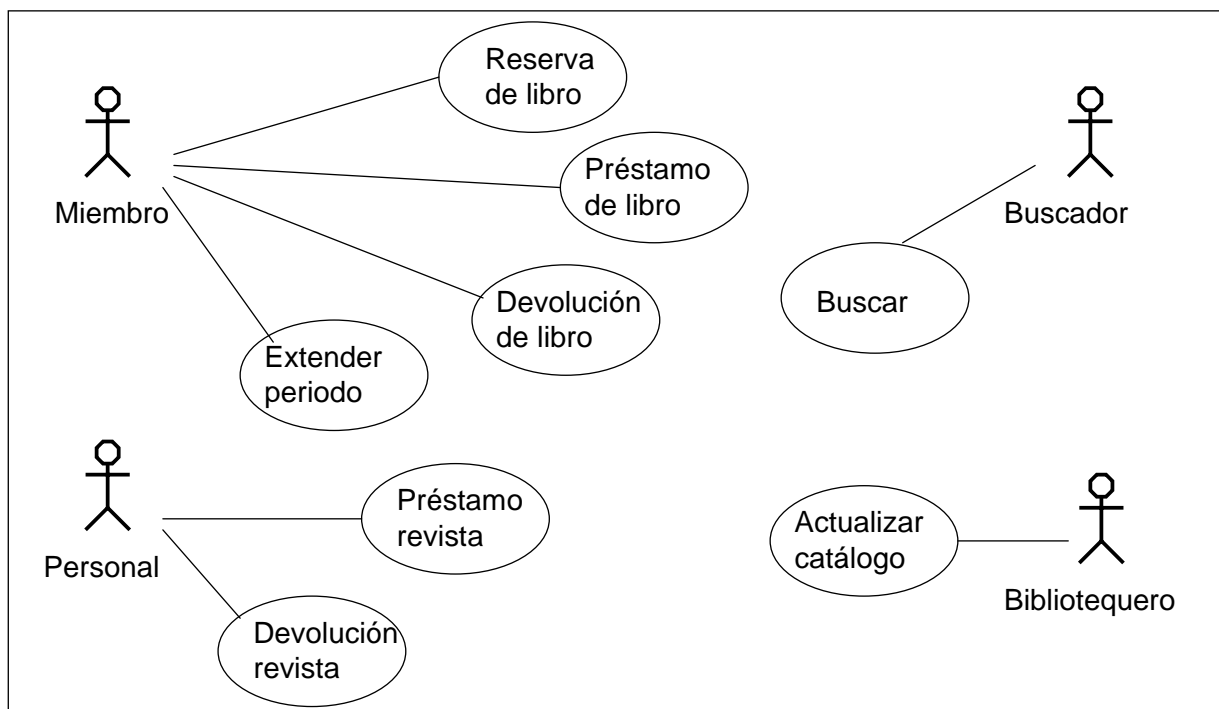 Reserva
de libro
Préstamo
de libro
Miembro
Buscador
Devolución
de libro
Buscar
Extender
periodo
Préstamo
revista
Actualizar
catálogo
Personal
Bibliotequero
Devolución
revista